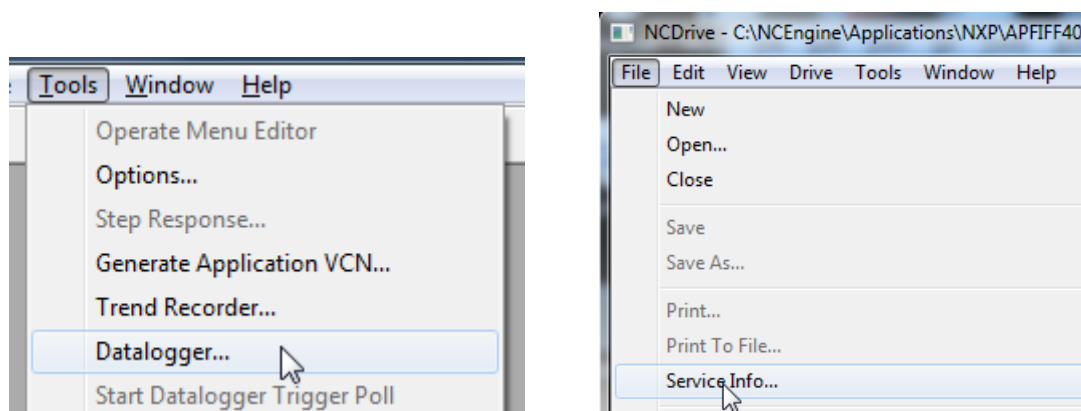 Tools Window Help
Operate Menu Editor
Options...
Step Response...
Generate Application VCN...
Trend Recorder...
Datalogger...
Start Datalogger Trigger Poll
NCDrive - C:\NCEngine\Applications\NXP\APFIFF40
File Edit View Drive Tools Window Help
New
Open...
Close
Save
Save As...
Print...
Print To File...
Service Info...